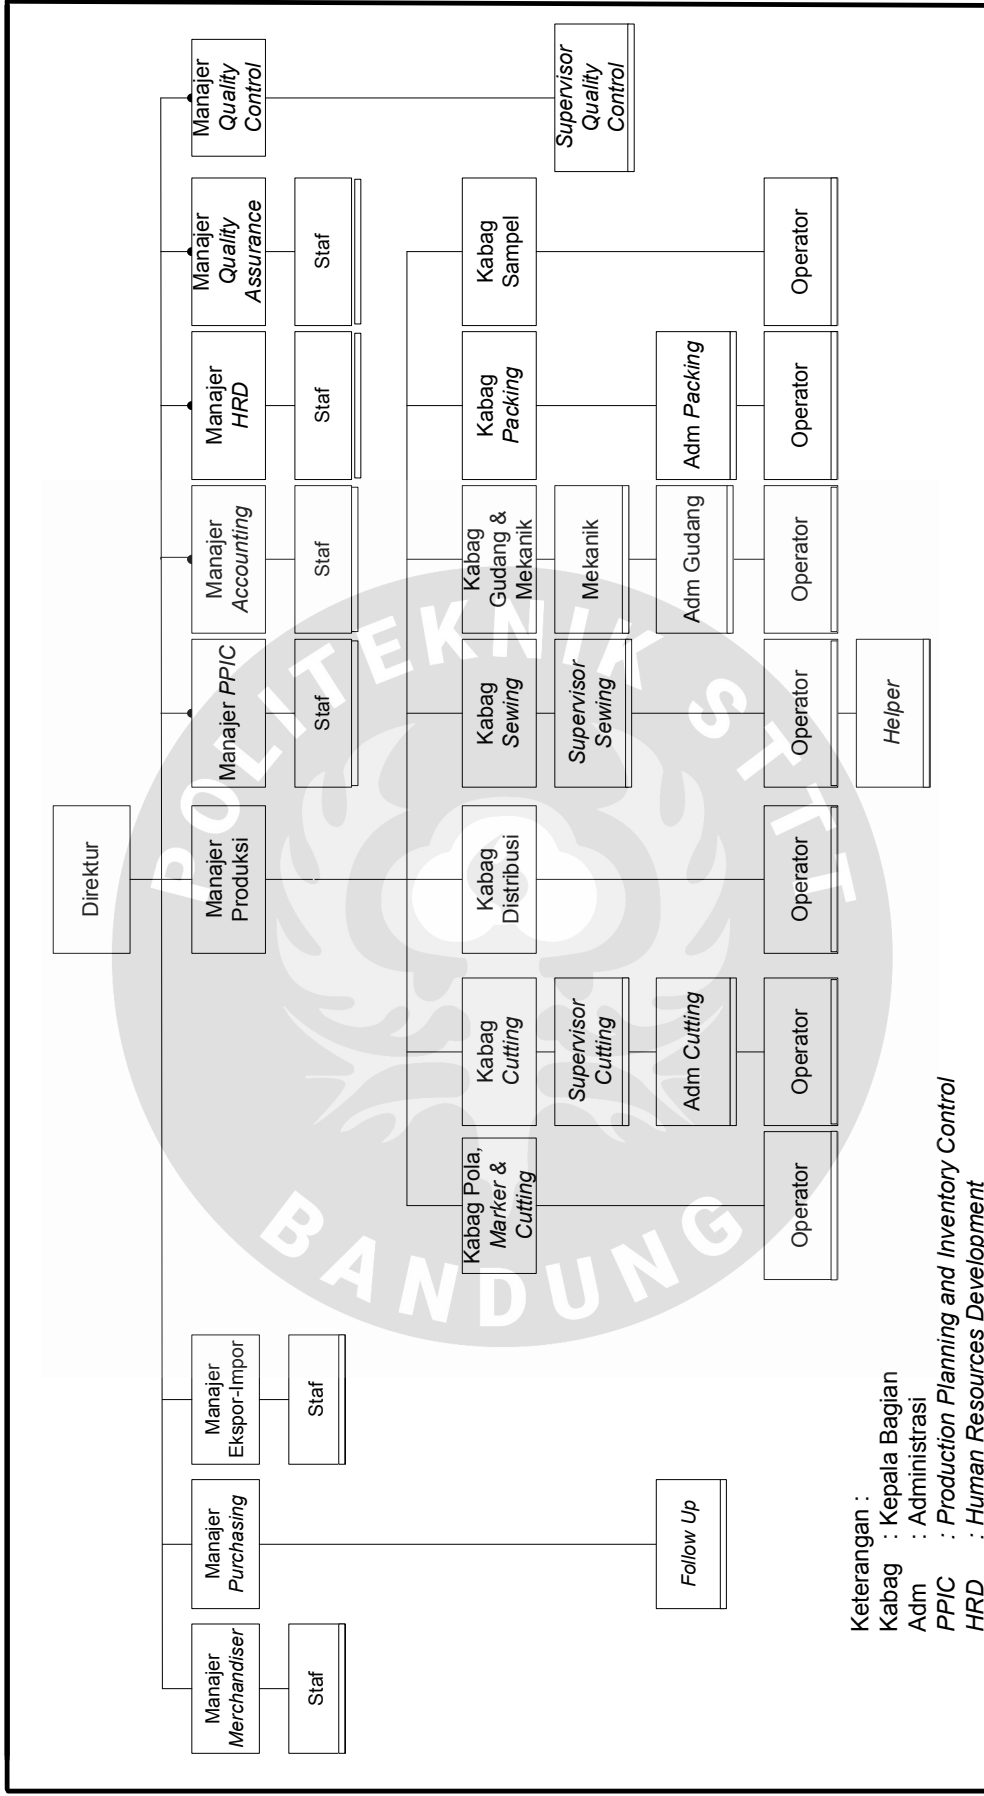 Direktur
Manajer
Merchandiser
Manajer
Purchasing
Manajer
Ekspor-Impor
Manajer
Produksi
Manajer PPIC
Manajer
Accounting
Manajer
HRD
Manajer
Quality
Assurance
Manajer
Quality
Control
Staf
Staf
Staf
Staf
Staf
Staf
Kabag Pola,
Marker &
Cutting
Kabag
Cutting
Kabag
Distribusi
Kabag
Sewing
Kabag
Gudang &
Mekanik
Kabag
Packing
Kabag
Sampel
Supervisor
Cutting
Supervisor
Sewing
Mekanik
Supervisor
Quality
Control
Follow Up
Adm Cutting
Adm Gudang
Adm Packing
Operator
Operator
Operator
Operator
Operator
Operator
Operator
Helper
Keterangan :
Kabag : Kepala Bagian
Adm : Administrasi
PPIC : Production Planning and Inventory Control
HRD : Human Resources Development
POLITEKNIK STTT
BANDUNG